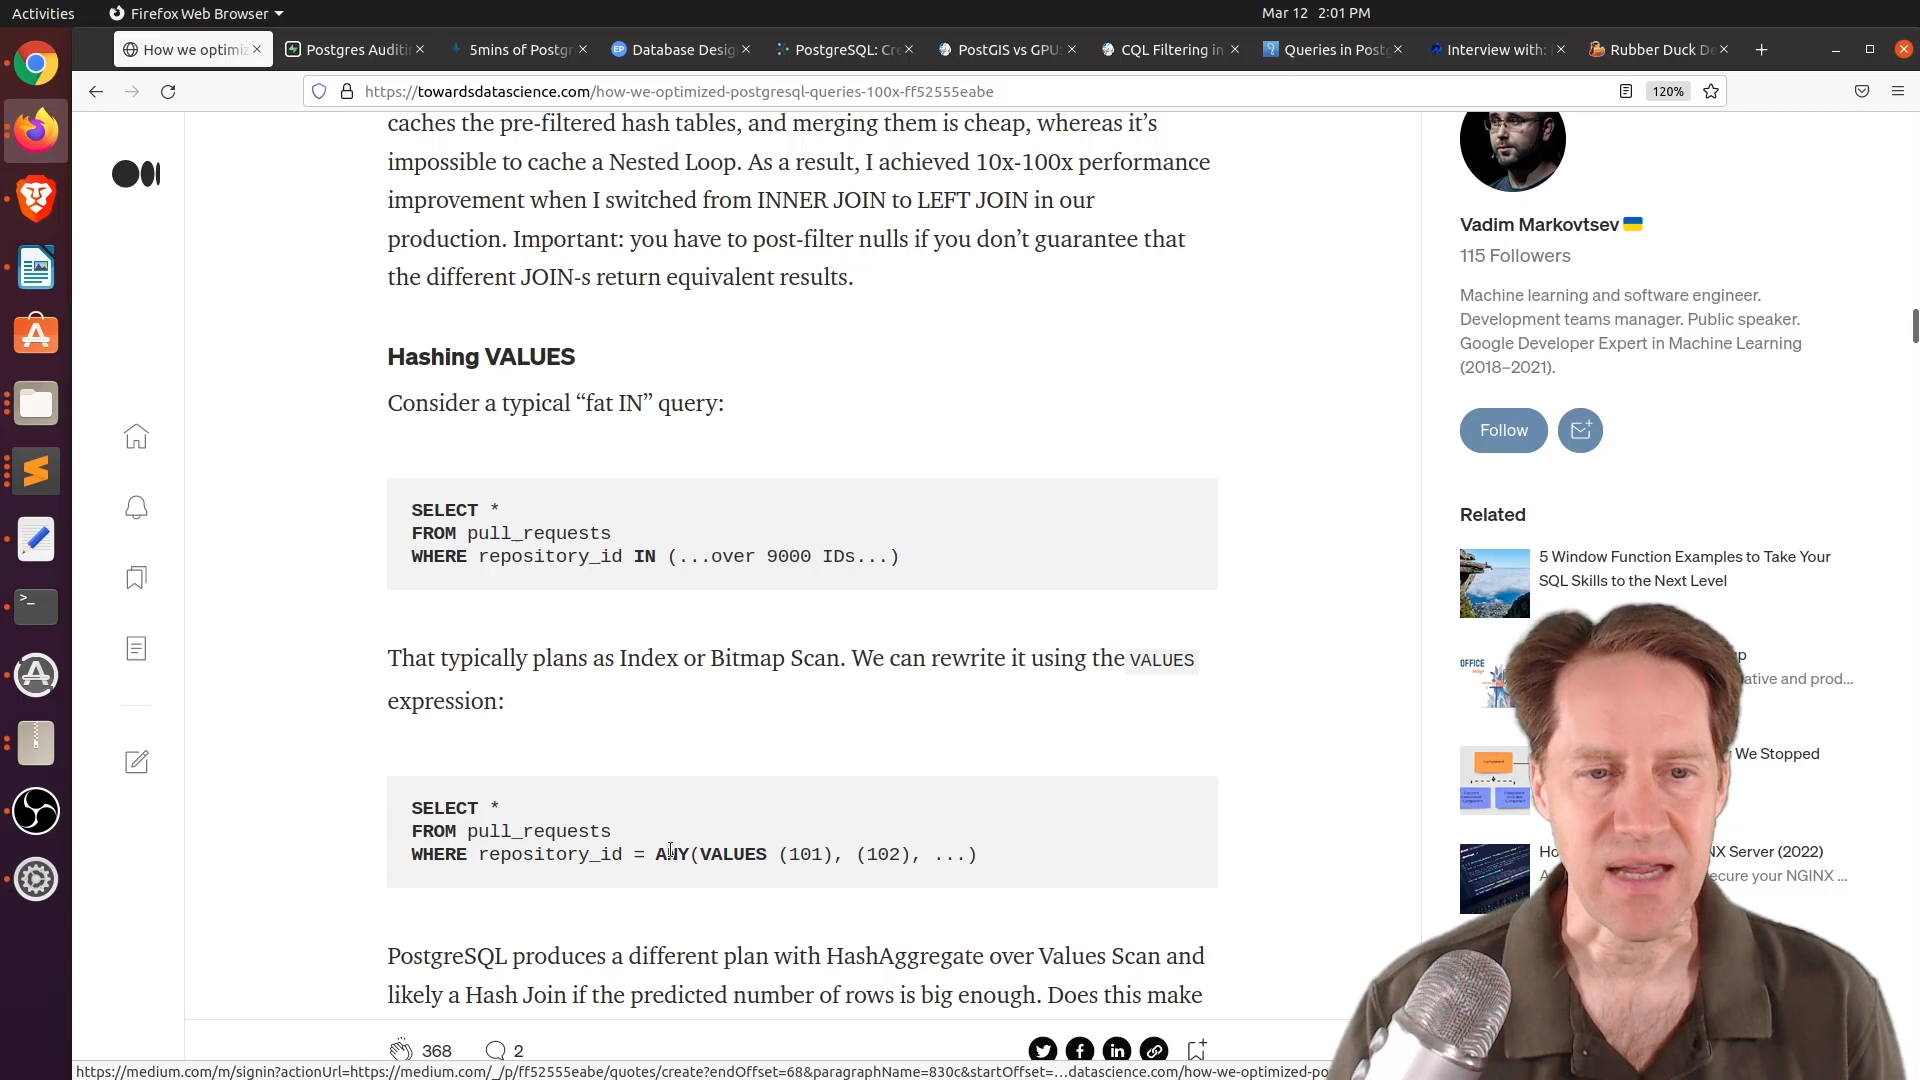 Activities
Firefox Web Browser
Mar 12 2:01 PM
How we optimiz
Postgres Auditi
5mins of Postgr
Database Desig
PostgreSQL: Cre
PostGIS vs GPU:
CQL Filtering in
Queries in Postg
Interview with:
Rubber Duck De
https://towardsdatascience.com/how-we-optimized-postgresql-queries-100x-ff52555eabe
120%
caches the pre-filtered hash tables, and merging them is cheap, whereas it’s
impossible to cache a Nested Loop. As a result, I achieved 10x-100x performance
improvement when I switched from INNER JOIN to LEFT JOIN in our
production. Important: you have to post-filter nulls if you don’t guarantee that
the different JOIN-s return equivalent results.
Hashing VALUES
Consider a typical “fat IN” query:
SELECT *
FROM pull_requests
WHERE repository_id IN (...over 9000 IDs...)
That typically plans as Index or Bitmap Scan. We can rewrite it using the VALUES
expression:
SELECT *
FROM pull_requests
WHERE repository_id = ANY(VALUES (101), (102), ...)
PostgreSQL produces a different plan with HashAggregate over Values Scan and
likely a Hash Join if the predicted number of rows is big enough. Does this make
368
2
Vadim Markovtsev
115 Followers
Machine learning and software engineer.
Development teams manager. Public speaker.
Google Developer Expert in Machine Learning
(2018–2021).
Follow
Related
5 Window Function Examples to Take Your
SQL Skills to the Next Level
OFFICE
ative and prod...
We Stopped
NX Server (2022)
ecure your NGINX ...
https://medium.com/m/signin?actionUrl=https://medium.com/_/p/ff52555eabe/quotes/create?endOffset=68&paragraphName=830c&startOffset=...datascience.com/how-we-optimized-po